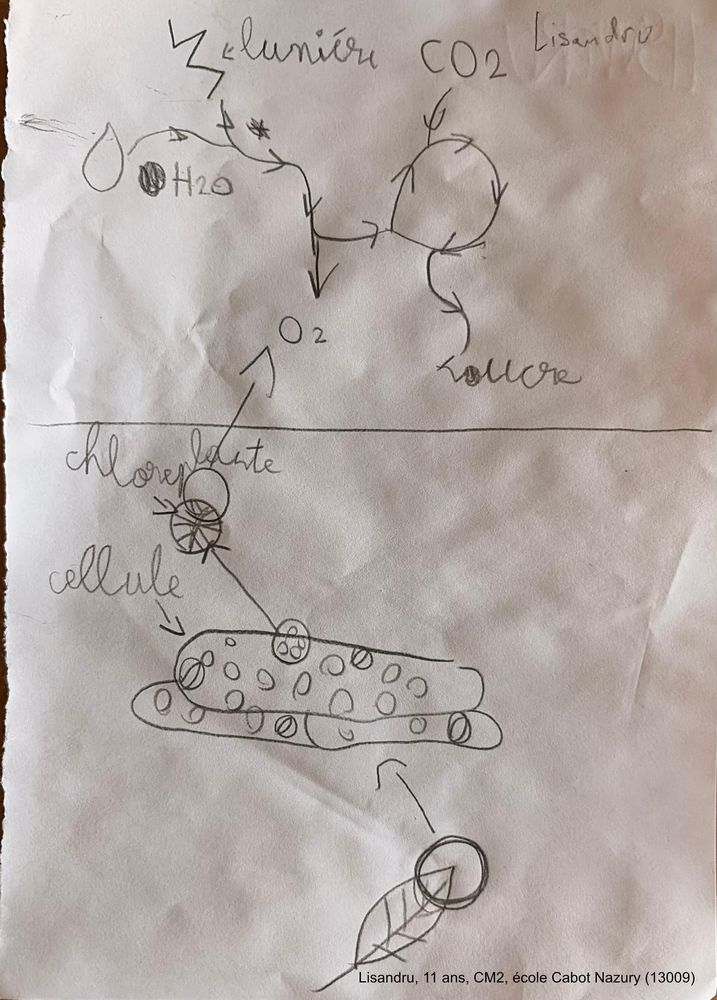 lumière
CO2
Lisandru
H2O
O2
sucre
chloroplaste
cellule
Lisandru, 11 ans, CM2, école Cabot Nazury (13009)